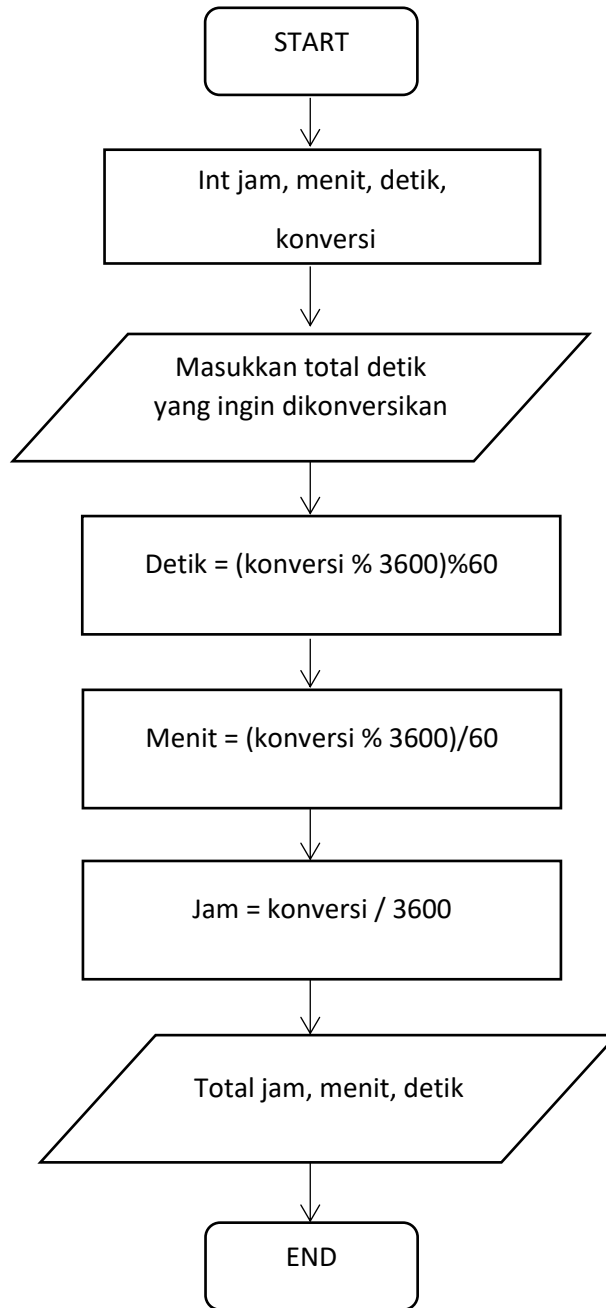 START
Int jam, menit, detik,
konversi
Masukkan total detik
yang ingin dikonversikan
Detik = (konversi % 3600)%60
Menit = (konversi % 3600)/60
Jam = konversi / 3600
Total jam, menit, detik
END